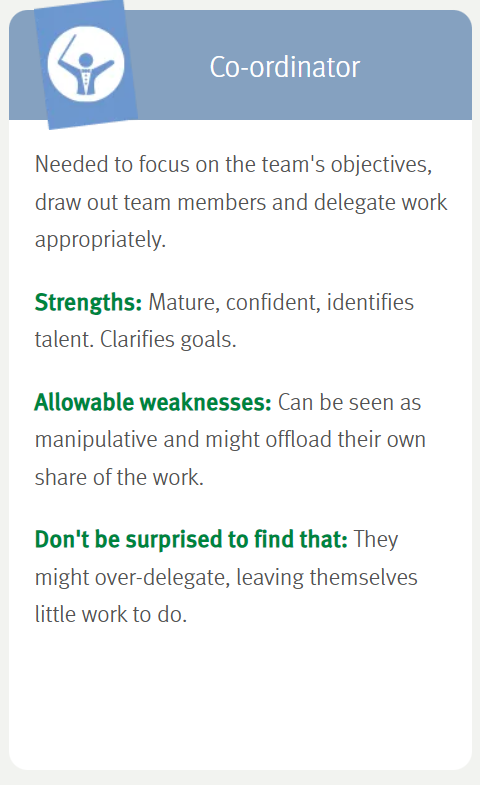 Co-ordinator
Needed to focus on the team's objectives,
draw out team members and delegate work
appropriately.
Strengths: Mature, confident, identifies
talent. Clarifies goals.
Allowable weaknesses: Can be seen as
manipulative and might offload their own
share of the work.
Don't be surprised to find that: They
might over-delegate, leaving themselves
little work to do.